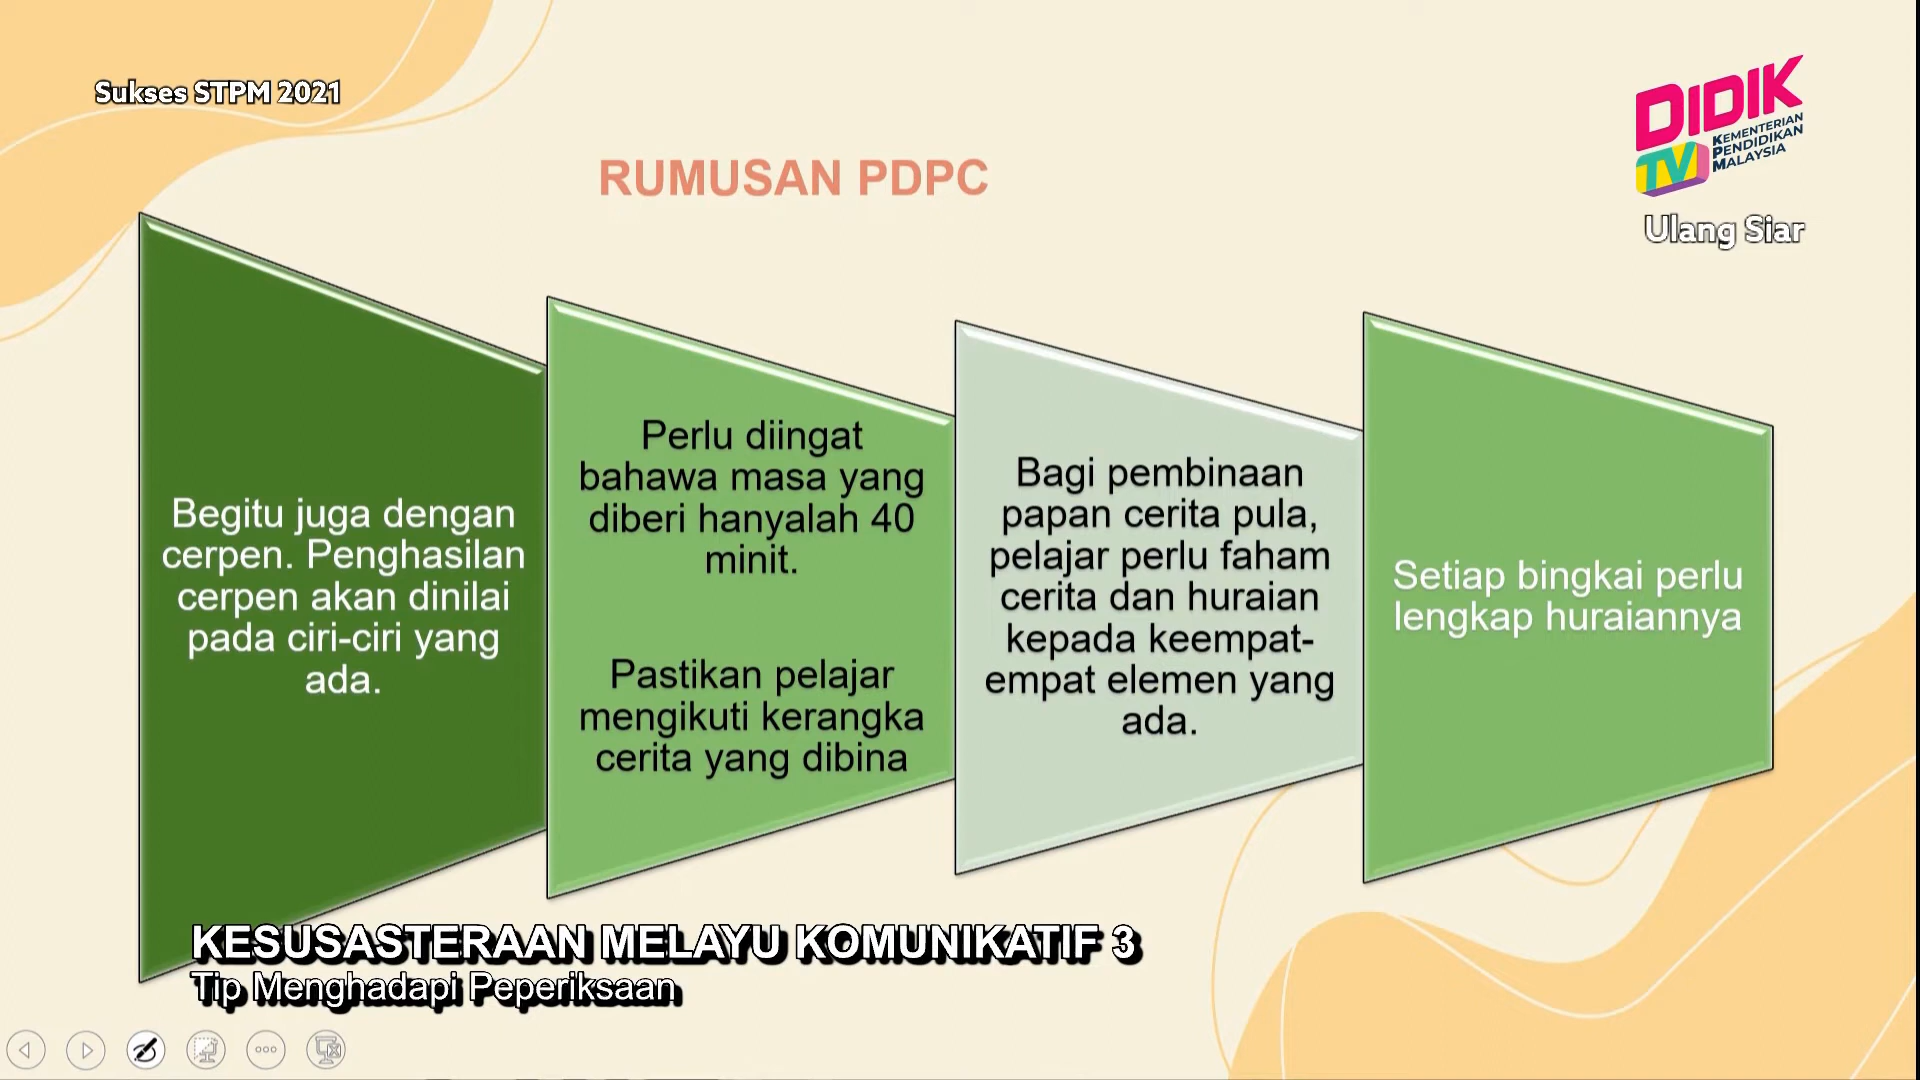 Sukses STPM 2021
DIDIK
TV
KEMENTERIAN
PENDIDIKAN
MALAYSIA
Ulang Siar
RUMUSAN PDPC
Begitu juga dengan
cerpen. Penghasilan
cerpen akan dinilai
pada ciri-ciri yang
ada.
Perlu diingat
bahawa masa yang
diberi hanyalah 40
minit.
Pastikan pelajar
mengikuti kerangka
cerita yang dibina
Bagi pembinaan
papan cerita pula,
pelajar perlu faham
cerita dan huraian
kepada keempat-
empat elemen yang
ada.
Setiap bingkai perlu
lengkap huraiannya
KESUSASTERAAN MELAYU KOMUNIKATIF 3
Tip Menghadapi Peperiksaan